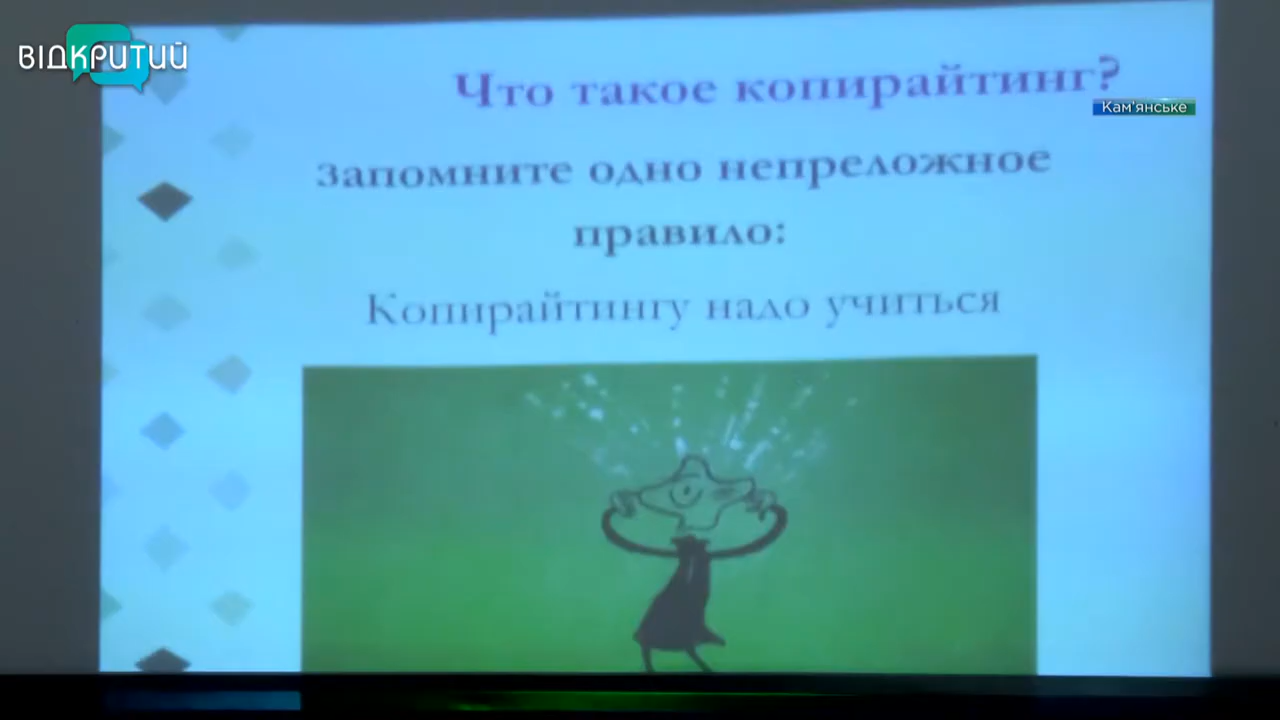 ВІДКРИТИЙ
Что такое копирайтинг?
Кам'янське
запомните одно непреложное
правило:
Копирайтингу надо учиться